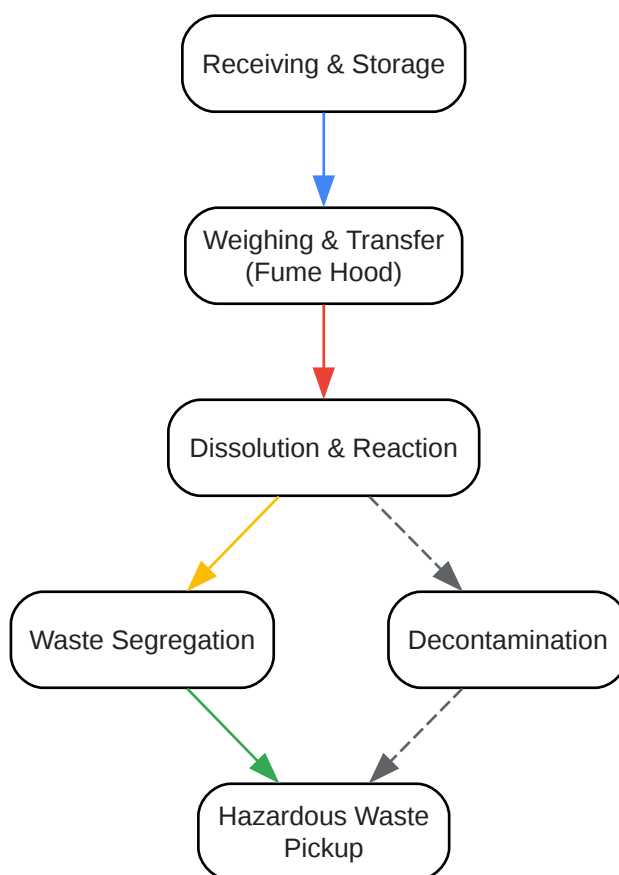 Receiving & Storage
Weighing & Transfer
(Fume Hood)
Dissolution & Reaction
Waste Segregation
Decontamination
Hazardous Waste
Pickup